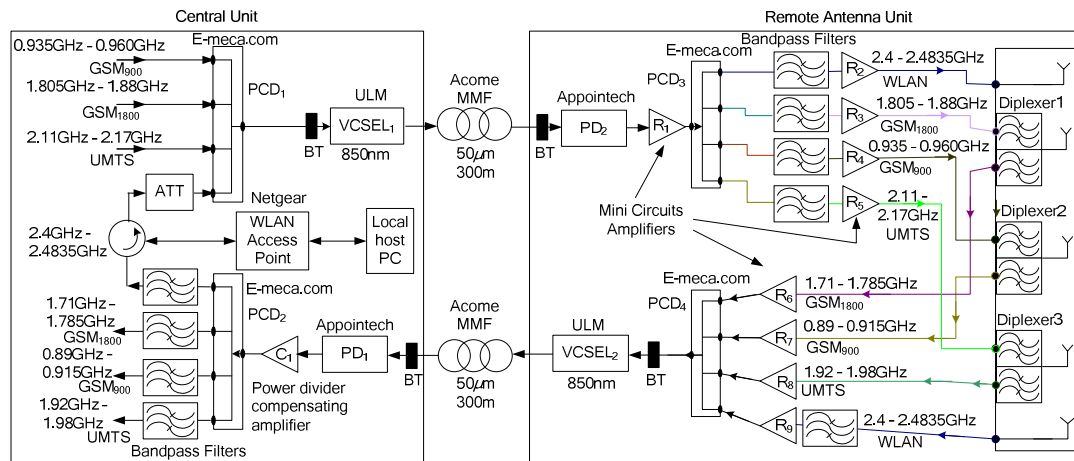 Central Unit
E-meca.com
0.935GHz - 0.960GHz
GSM900
1.805GHz - 1.88GHz
GSM1800
2.11GHz - 2.17GHz
UMTS
PCD1
ULM
VCSEL1
850nm
BT
ATT
2.4GHz –
2.4835GHz
Netgear
WLAN
Access
Point
Local
host
PC
E-meca.com
PCD2
1.71GHz –
1.785GHz
GSM1800
0.89GHz -
0.915GHz
GSM900
1.92GHz -
1.98GHz
UMTS
Bandpass Filters
C1
Power divider
compensating
amplifier
Appointech
PD1
BT
Acome
MMF
50μm
300m
Acome
MMF
50μm
300m
Remote Antenna Unit
Bandpass Filters
E-meca.com
PCD3
Appointech
PD2
BT
R1
R2
2.4 - 2.4835GHz
WLAN
R3
1.805 - 1.88GHz
GSM1800
R4
0.935 - 0.960GHz
GSM900
R5
2.11 -
2.17GHz
UMTS
Diplexer1
Diplexer2
Diplexer3
Mini Circuits
Amplifiers
E-meca.com
PCD4
R6
1.71 - 1.785GHz
GSM1800
R7
0.89 - 0.915GHz
GSM900
R8
1.92 - 1.98GHz
UMTS
R9
2.4 - 2.4835GHz
WLAN
ULM
VCSEL2
850nm
BT